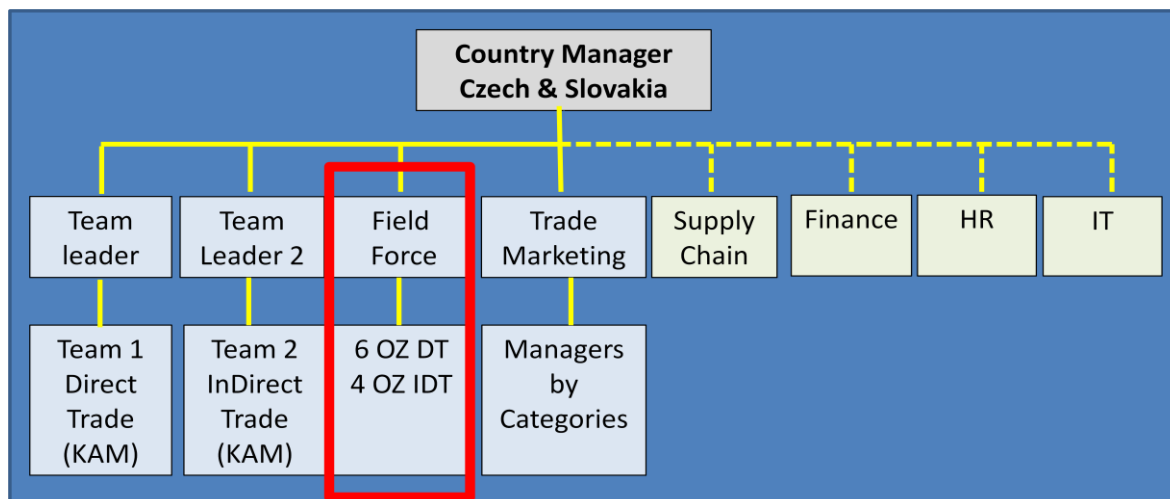 Country Manager
Czech & Slovakia
Team
leader
Team
Leader 2
Field
Force
Trade
Marketing
Supply
Chain
Finance
HR
IT
Team 1
Direct
Trade
(KAM)
Team 2
InDirect
Trade
(KAM)
6 OZ DT
4 OZ IDT
Managers
by
Categories